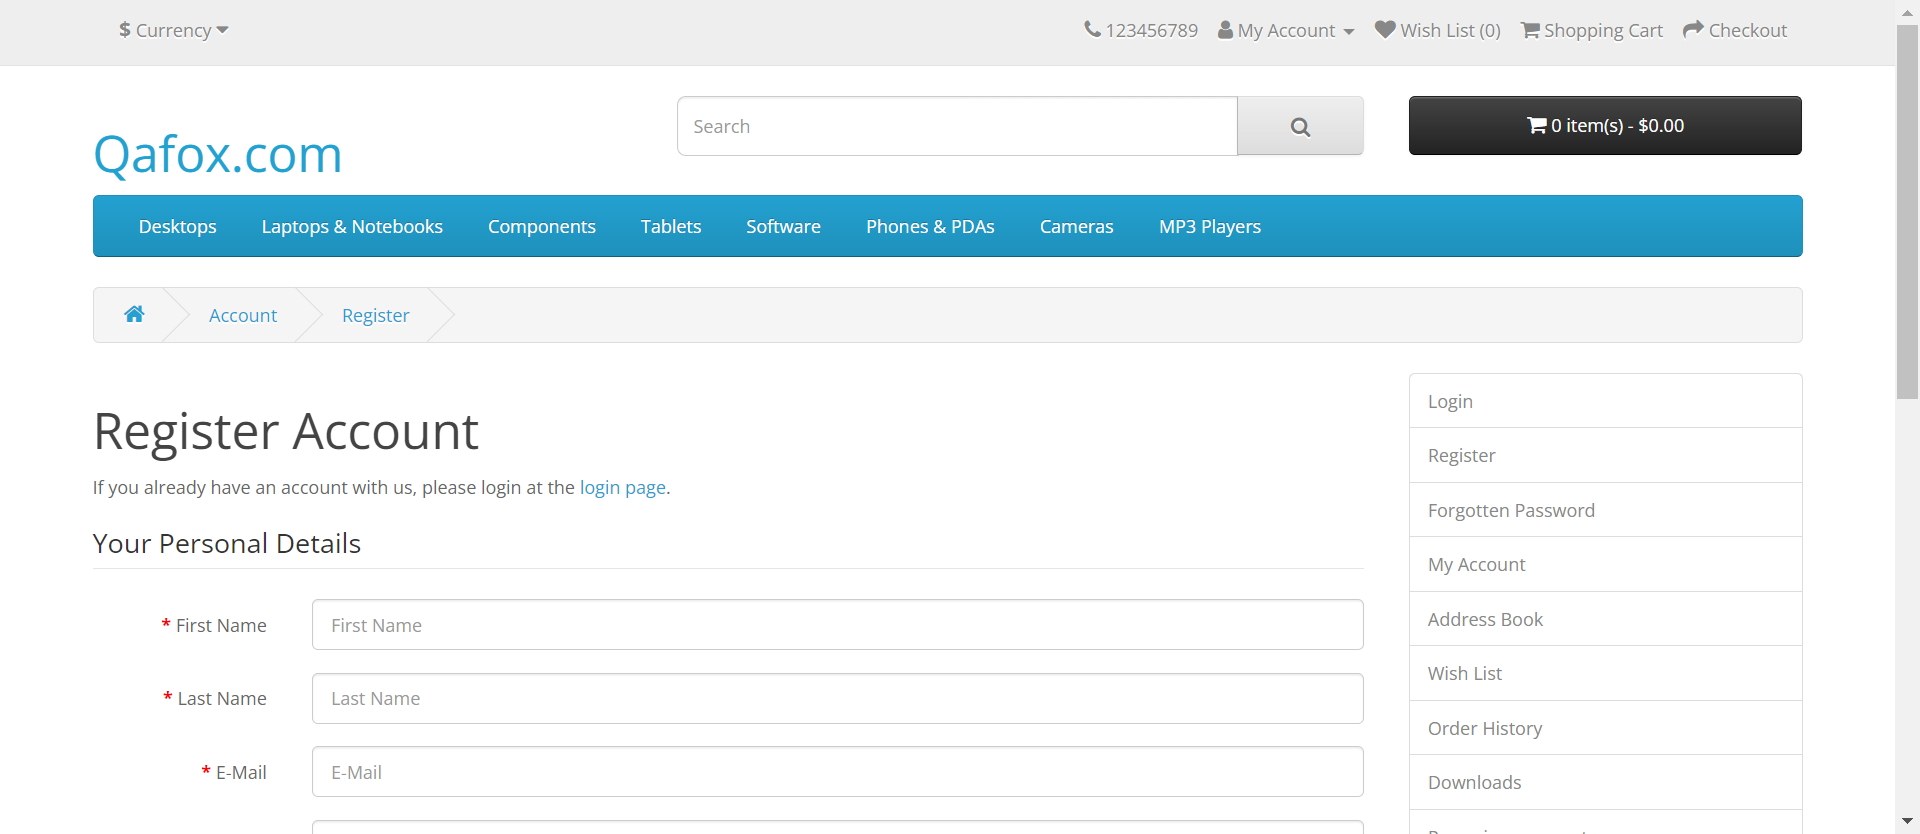 $ Currency
123456789 My Account Wish List (0) Shopping Cart Checkout
Qafox.com
Search
0 item(s) - $0.00
Desktops Laptops & Notebooks Components Tablets Software Phones & PDAs Cameras MP3 Players
Account Register
Register Account
If you already have an account with us, please login at the login page.
Your Personal Details
* First Name First Name
* Last Name Last Name
* E-Mail E-Mail
Login
Register
Forgotten Password
My Account
Address Book
Wish List
Order History
Downloads